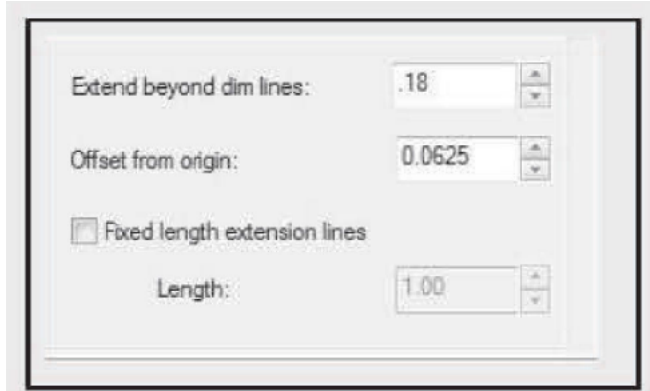 Extend beyond dim lines: .18
Offset from origin: 0.0625
Fixed length extension lines
Length: 1.00